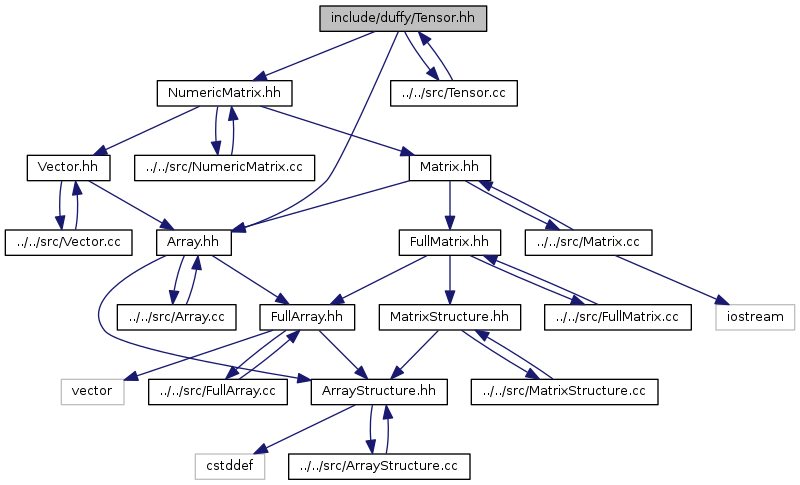 include/duffy/Tensor.hh
NumericMatrix.hh
../../src/Tensor.cc
Vector.hh
../../src/NumericMatrix.cc
Matrix.hh
../../src/Vector.cc
Array.hh
FullMatrix.hh
../../src/Matrix.cc
../../src/Array.cc
FullArray.hh
MatrixStructure.hh
../../src/FullMatrix.cc
iostream
vector
../../src/FullArray.cc
ArrayStructure.hh
../../src/MatrixStructure.cc
cstddef
../../src/ArrayStructure.cc